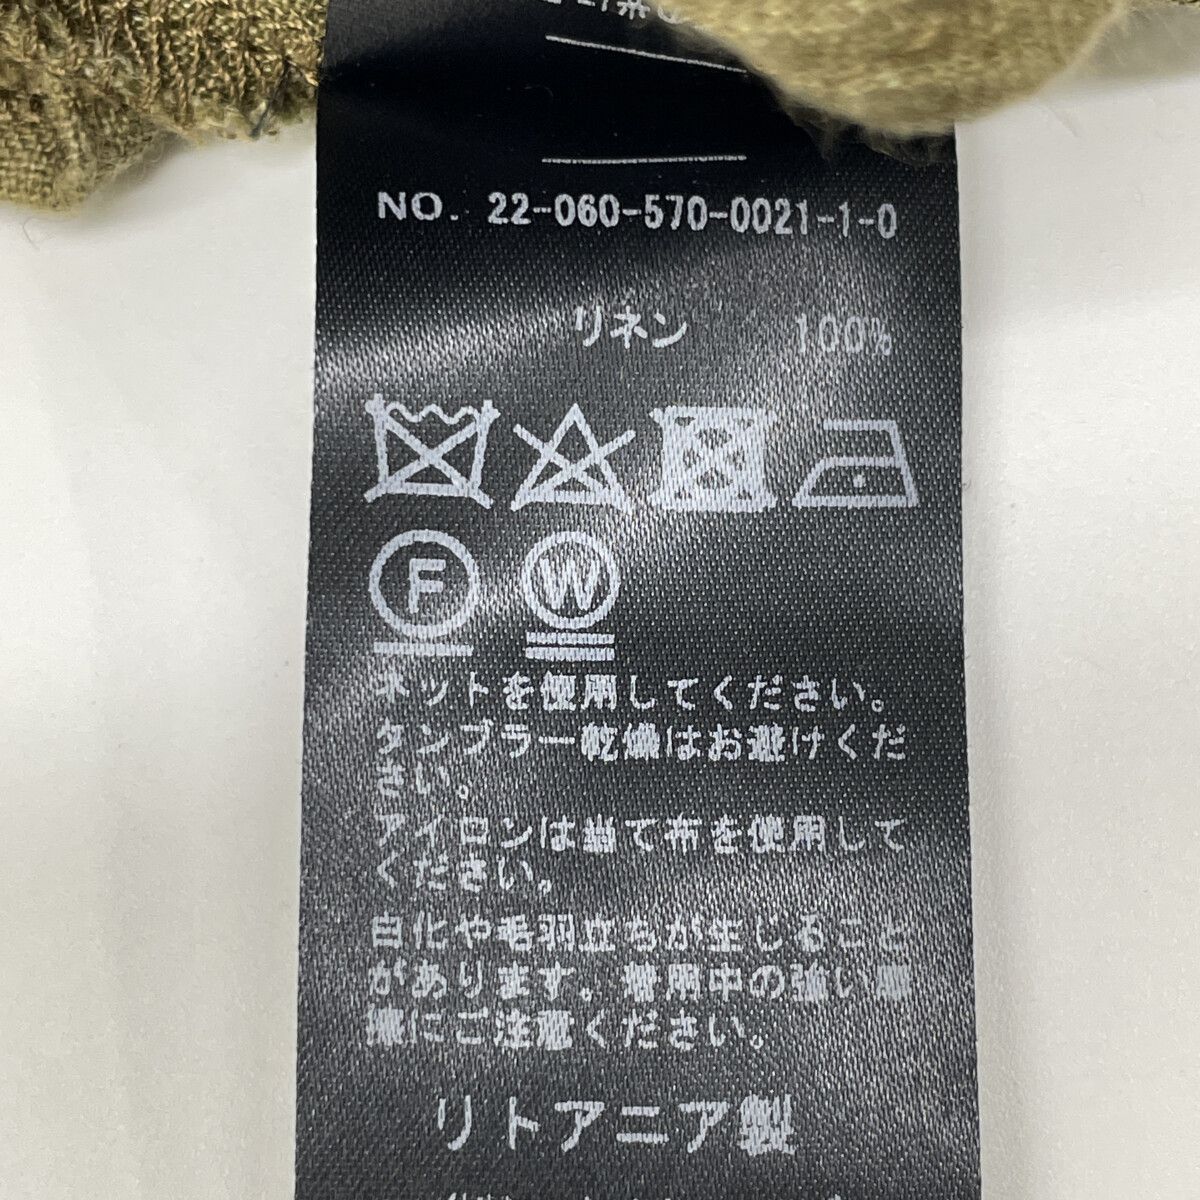 NO. 22-060-570-0021-1-0
リネン 100%
F W
ネットを使用してください。
タンブラー乾燥はお避けくだ
さい。
アイロンは当て布を使用して
ください。
白化や毛羽立ちが生じること
があります。着用中の強い摩
擦にご注意ください。
リトアニア製